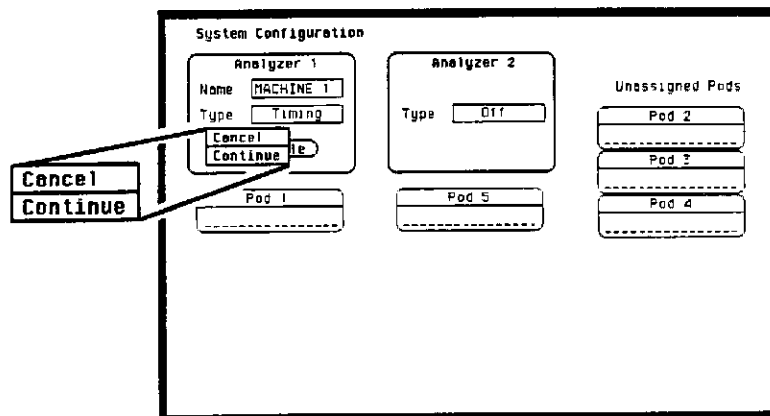 System Configuration
Analyzer 1
Name MACHINE 1
Type Timing
Cancel
Continue
le
Analyzer 2
Type Off
Unassigned Pods
Pod 2
Pod 3
Pod 4
Pod 1
Pod 5
Cancel
Continue